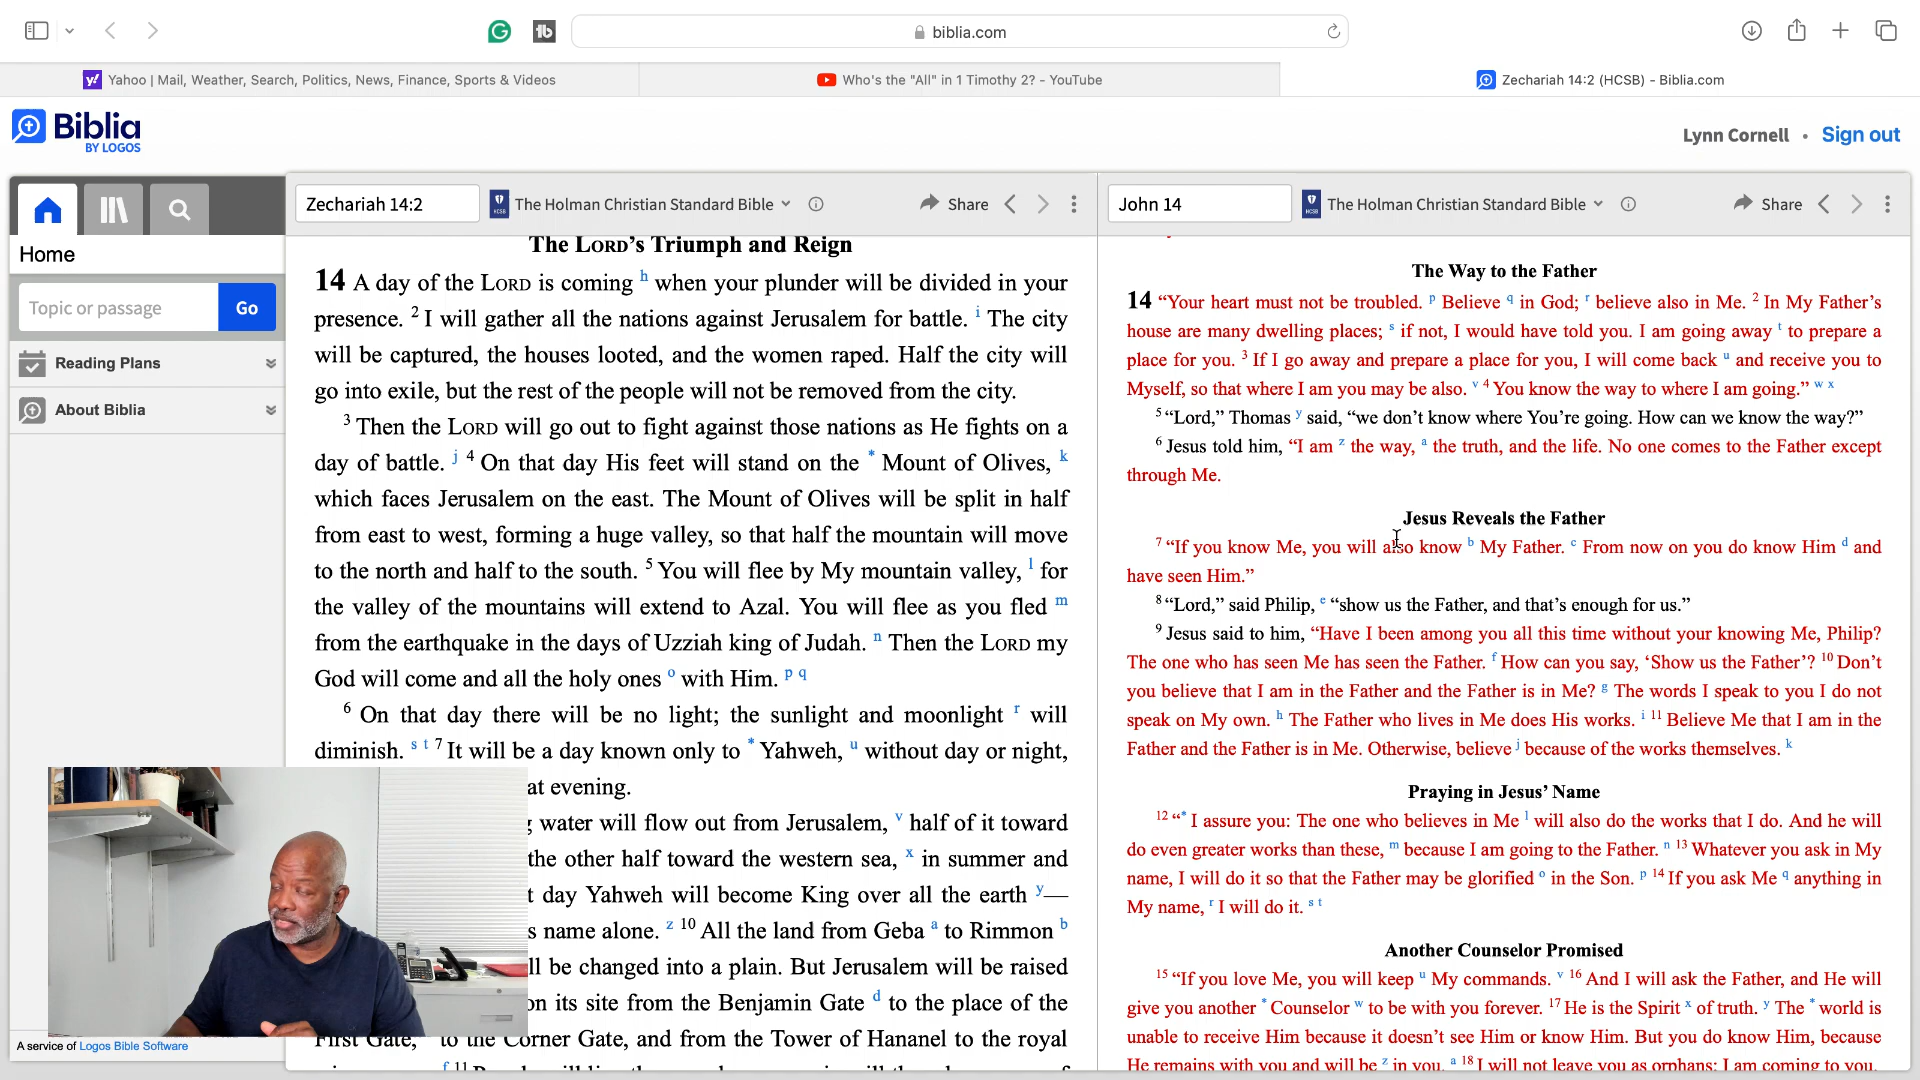 biblia.com
Yahoo | Mail, Weather, Search, Politics, News, Finance, Sports & Videos
Who's the "All" in 1 Timothy 2? - YouTube
Zechariah 14:2 (HCSB) - Biblia.com
Biblia
BY LOGOS
Lynn Cornell • Sign out
Home
Topic or passage Go
Reading Plans
About Biblia
A service of Logos Bible Software
Zechariah 14:2 HCSB The Holman Christian Standard Bible Share
The LORD’s Triumph and Reign
14 A day of the LORD is coming h when your plunder will be divided in your
presence. 2 I will gather all the nations against Jerusalem for battle. i The city
will be captured, the houses looted, and the women raped. Half the city will
go into exile, but the rest of the people will not be removed from the city.
3 Then the LORD will go out to fight against those nations as He fights on a
day of battle. j 4 On that day His feet will stand on the * Mount of Olives, k
which faces Jerusalem on the east. The Mount of Olives will be split in half
from east to west, forming a huge valley, so that half the mountain will move
to the north and half to the south. 5 You will flee by My mountain valley, l for
the valley of the mountains will extend to Azal. You will flee as you fled m
from the earthquake in the days of Uzziah king of Judah. n Then the LORD my
God will come and all the holy ones o with Him. p q
6 On that day there will be no light; the sunlight and moonlight r will
diminish. s t 7 It will be a day known only to * Yahweh, u without day or night,
at evening.
water will flow out from Jerusalem, v half of it toward
the other half toward the western sea, x in summer and
day Yahweh will become King over all the earth y—
name alone. z 10 All the land from Geba a to Rimmon b
be changed into a plain. But Jerusalem will be raised
on its site from the Benjamin Gate d to the place of the
First Gate, to the Corner Gate, and from the Tower of Hananel to the royal
f 11
John 14 HCSB The Holman Christian Standard Bible Share
The Way to the Father
14 “Your heart must not be troubled. p Believe q in God; r believe also in Me. 2 In My Father’s
house are many dwelling places; s if not, I would have told you. I am going away t to prepare a
place for you. 3 If I go away and prepare a place for you, I will come back u and receive you to
Myself, so that where I am you may be also. v 4 You know the way to where I am going.” w x
5 “Lord,” Thomas y said, “we don’t know where You’re going. How can we know the way?”
6 Jesus told him, “I am z the way, a the truth, and the life. No one comes to the Father except
through Me.
Jesus Reveals the Father
7 “If you know Me, you will also know b My Father. c From now on you do know Him d and
have seen Him.”
8 “Lord,” said Philip, e “show us the Father, and that’s enough for us.”
9 Jesus said to him, “Have I been among you all this time without your knowing Me, Philip?
The one who has seen Me has seen the Father. f How can you say, ‘Show us the Father’? 10 Don’t
you believe that I am in the Father and the Father is in Me? g The words I speak to you I do not
speak on My own. h The Father who lives in Me does His works. i 11 Believe Me that I am in the
Father and the Father is in Me. Otherwise, believe j because of the works themselves. k
Praying in Jesus’ Name
12 “* I assure you: The one who believes in Me l will also do the works that I do. And he will
do even greater works than these, m because I am going to the Father. n 13 Whatever you ask in My
name, I will do it so that the Father may be glorified o in the Son. p 14 If you ask Me q anything in
My name, r I will do it. s t
Another Counselor Promised
15 “If you love Me, you will keep u My commands. v 16 And I will ask the Father, and He will
give you another * Counselor w to be with you forever. 17 He is the Spirit x of truth. y The * world is
unable to receive Him because it doesn’t see Him or know Him. But you do know Him, because
He remains with you and will be z in you. a 18 I will not leave you as orphans; I am coming to you.